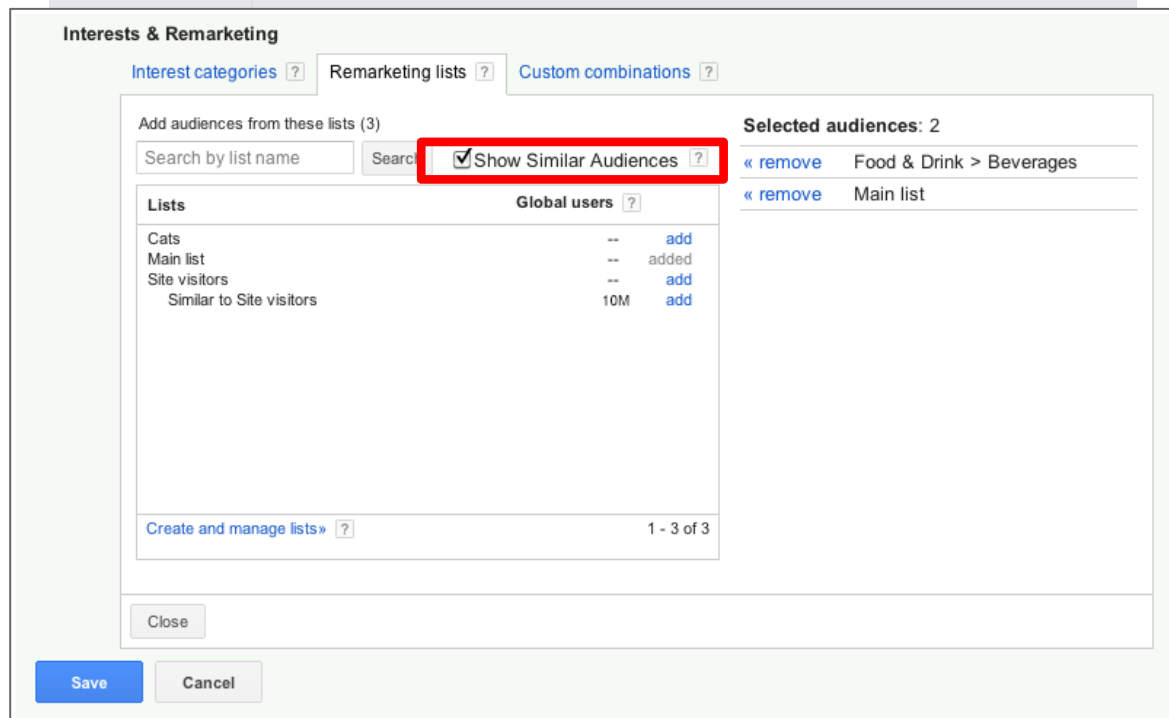 Interests & Remarketing
Interest categories ? Remarketing lists ? Custom combinations ?
Add audiences from these lists (3)
Selected audiences: 2
Search by list name Search Show Similar Audiences ?
« remove Food & Drink > Beverages
« remove Main list
Lists Global users ?
Cats -- add
Main list -- added
Site visitors -- add
Similar to Site visitors 10M add
Create and manage lists» ? 1 - 3 of 3
Close
Save Cancel